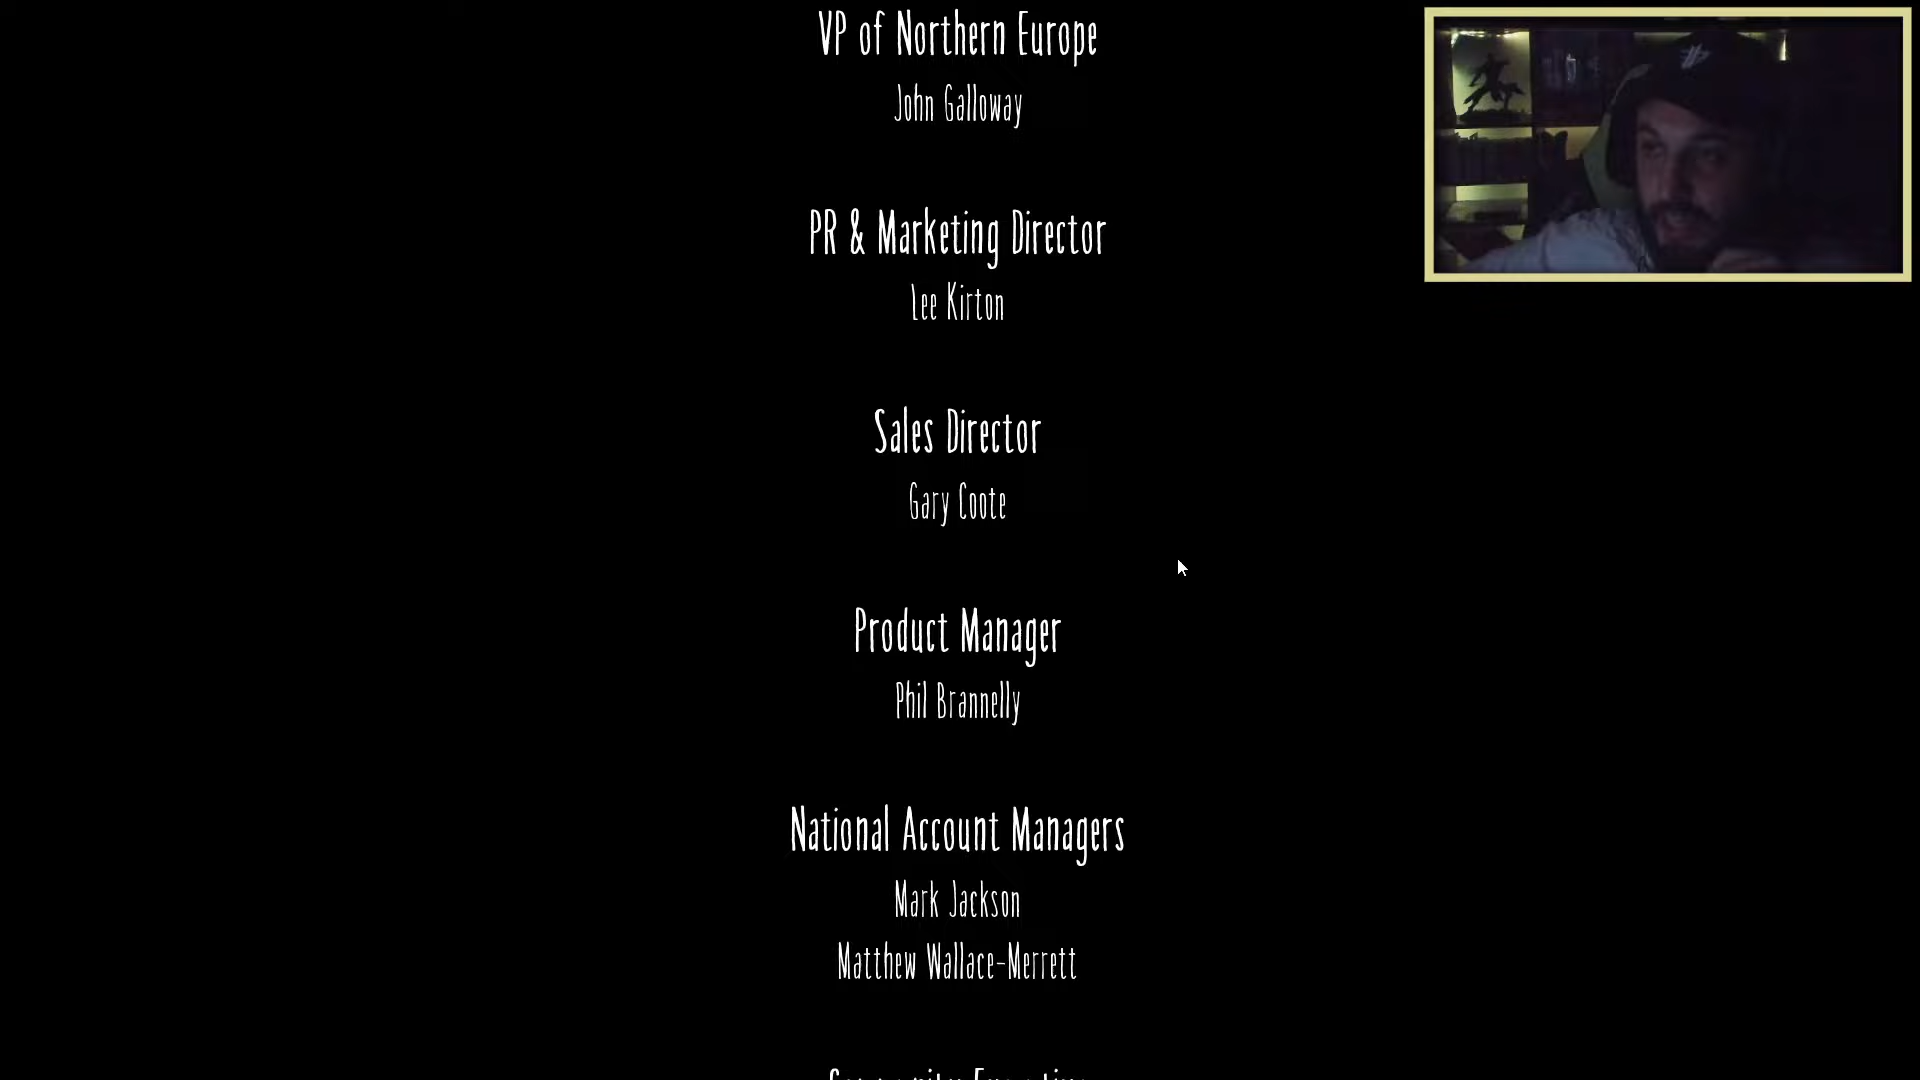 VP of Northern Europe
John Galloway
PR & Marketing Director
Lee Kirton
Sales Director
Gary Coote
Product Manager
Phil Brannelly
National Account Managers
Mark Jackson
Matthew Wallace-Merrett